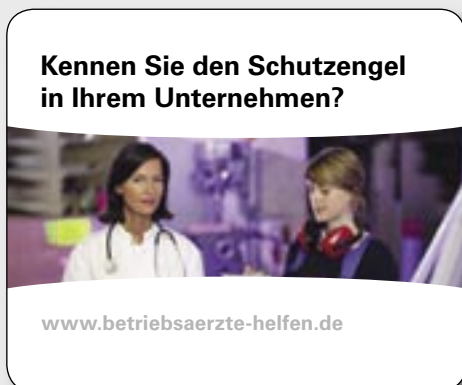 Kennen Sie den Schutzengel
in Ihrem Unternehmen?
www.betriebsaerzte-helfen.de